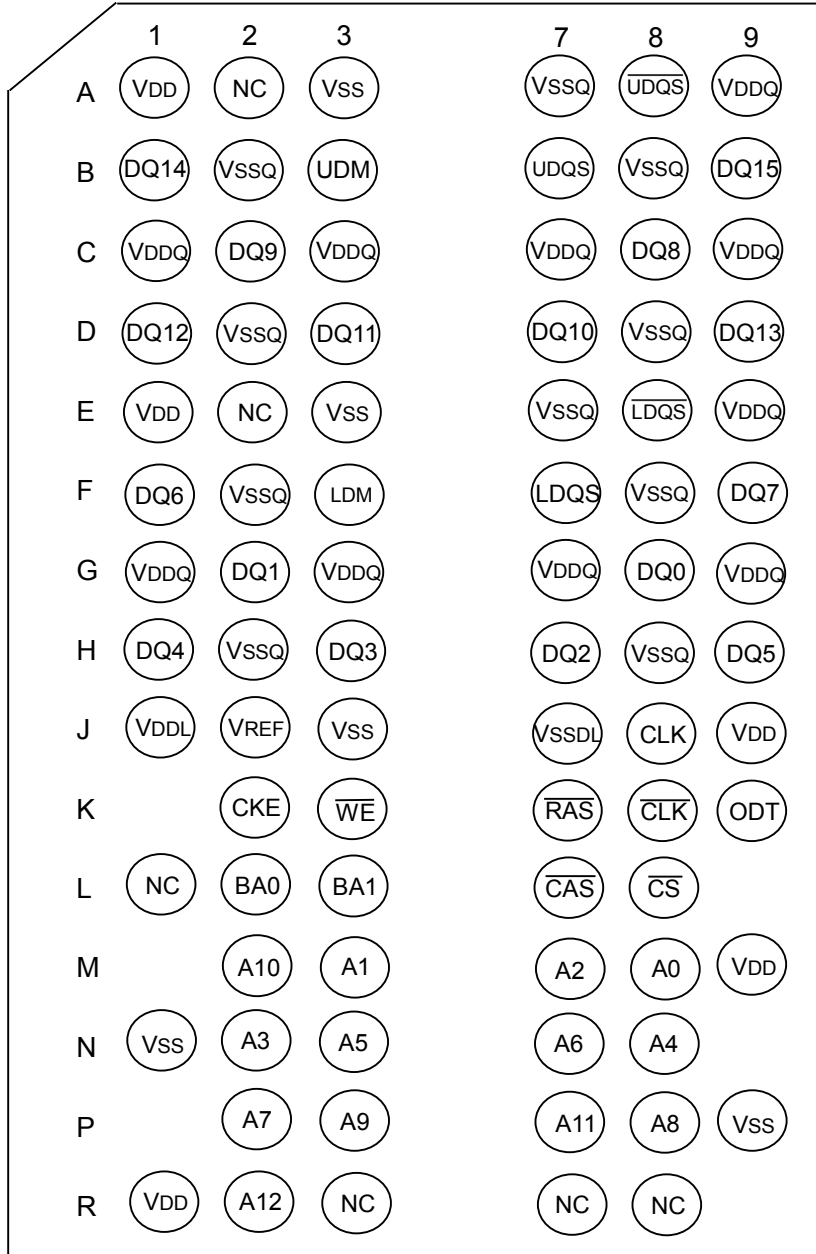 1 2 3 7 8 9
A VDD NC VSS VSSQ UDQS VDDQ
B DQ14 VSSQ UDM UDQS VSSQ DQ15
C VDDQ DQ9 VDDQ VDDQ DQ8 VDDQ
D DQ12 VSSQ DQ11 DQ10 VSSQ DQ13
E VDD NC VSS VSSQ LDQS VDDQ
F DQ6 VSSQ LDM LDQS VSSQ DQ7
G VDDQ DQ1 VDDQ VDDQ DQ0 VDDQ
H DQ4 VSSQ DQ3 DQ2 VSSQ DQ5
J VDDL VREF VSS VSSDL CLK VDD
K CKE WE RAS CLK ODT
L NC BA0 BA1 CAS CS
M A10 A1 A2 A0 VDD
N VSS A3 A5 A6 A4
P A7 A9 A11 A8 VSS
R VDD A12 NC NC NC